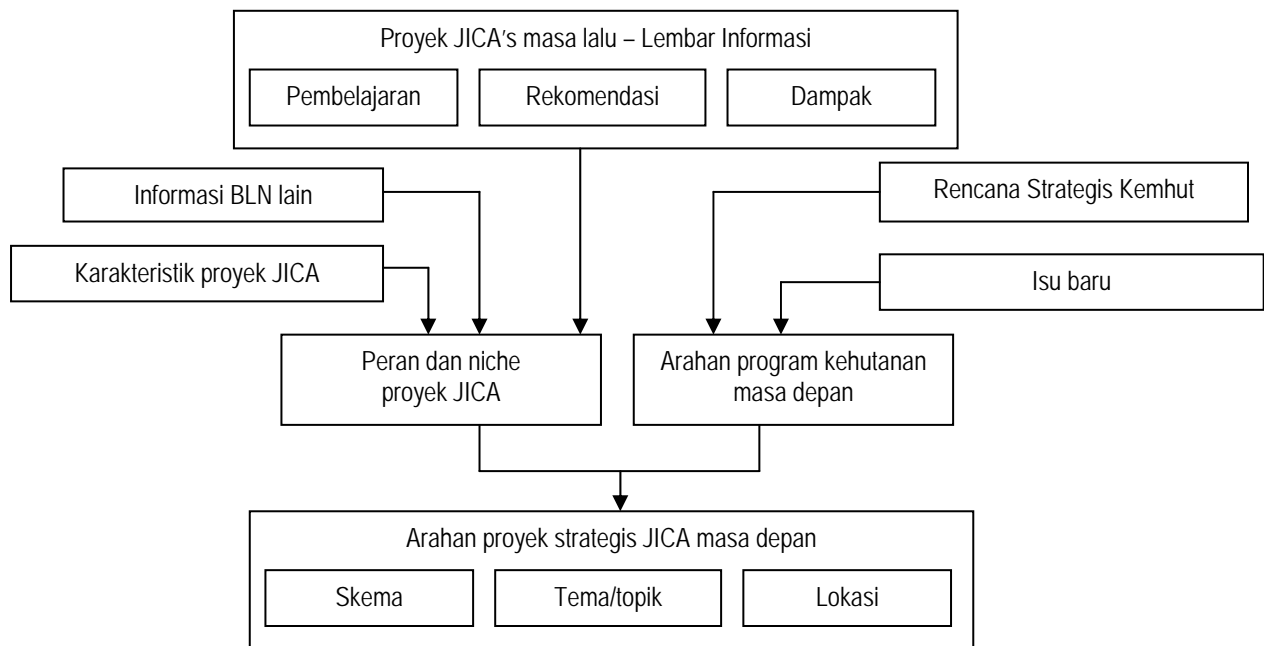 Proyek JICA's masa lalu – Lembar Informasi
Pembelajaran
Rekomendasi
Dampak
Informasi BLN lain
Rencana Strategis Kemhut
Karakteristik proyek JICA
Isu baru
Peran dan niche
proyek JICA
Arahan program kehutanan
masa depan
Arahan proyek strategis JICA masa depan
Skema
Tema/topik
Lokasi